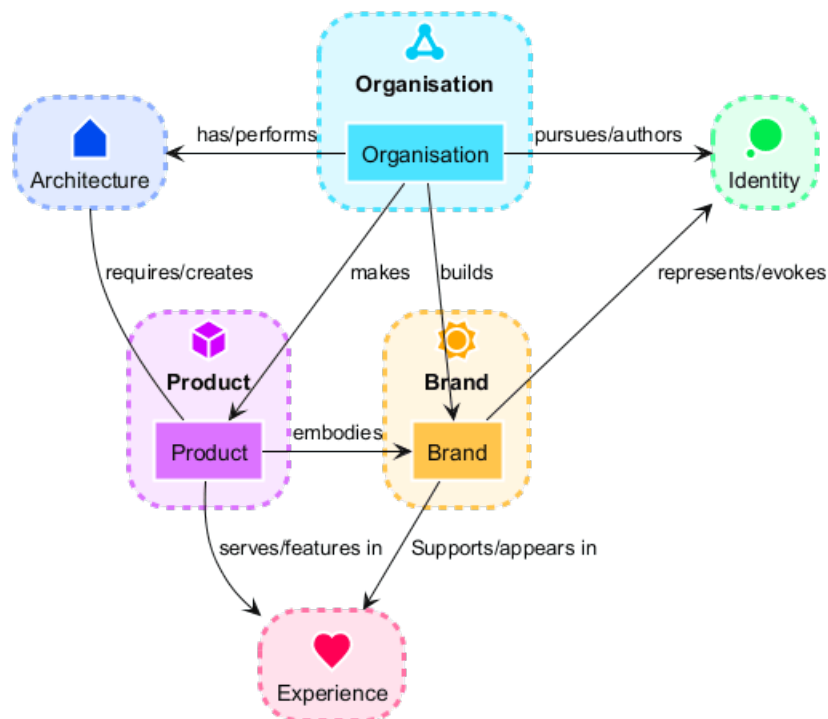 Organisation
has/performs
Organisation
pursues/authors
Architecture
Identity
requires/creates
makes
builds
represents/evokes
Product
Brand
embodies
Product
Brand
serves/features in
Supports/appears in
Experience